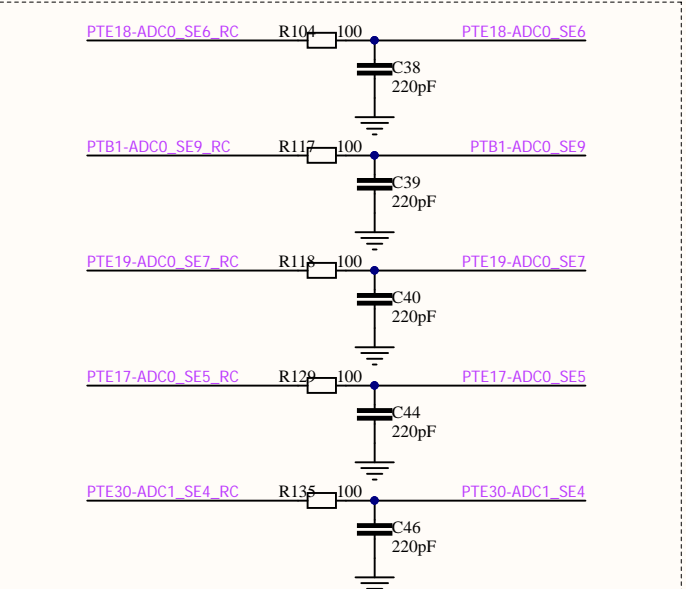 PTE18-ADC0_SE6_RC R104 100 PTE18-ADC0_SE6
C38
220pF
PTB1-ADC0_SE9_RC R117 100 PTB1-ADC0_SE9
C39
220pF
PTE19-ADC0_SE7_RC R118 100 PTE19-ADC0_SE7
C40
220pF
PTE17-ADC0_SE5_RC R129 100 PTE17-ADC0_SE5
C44
220pF
PTE30-ADC1_SE4_RC R135 100 PTE30-ADC1_SE4
C46
220pF